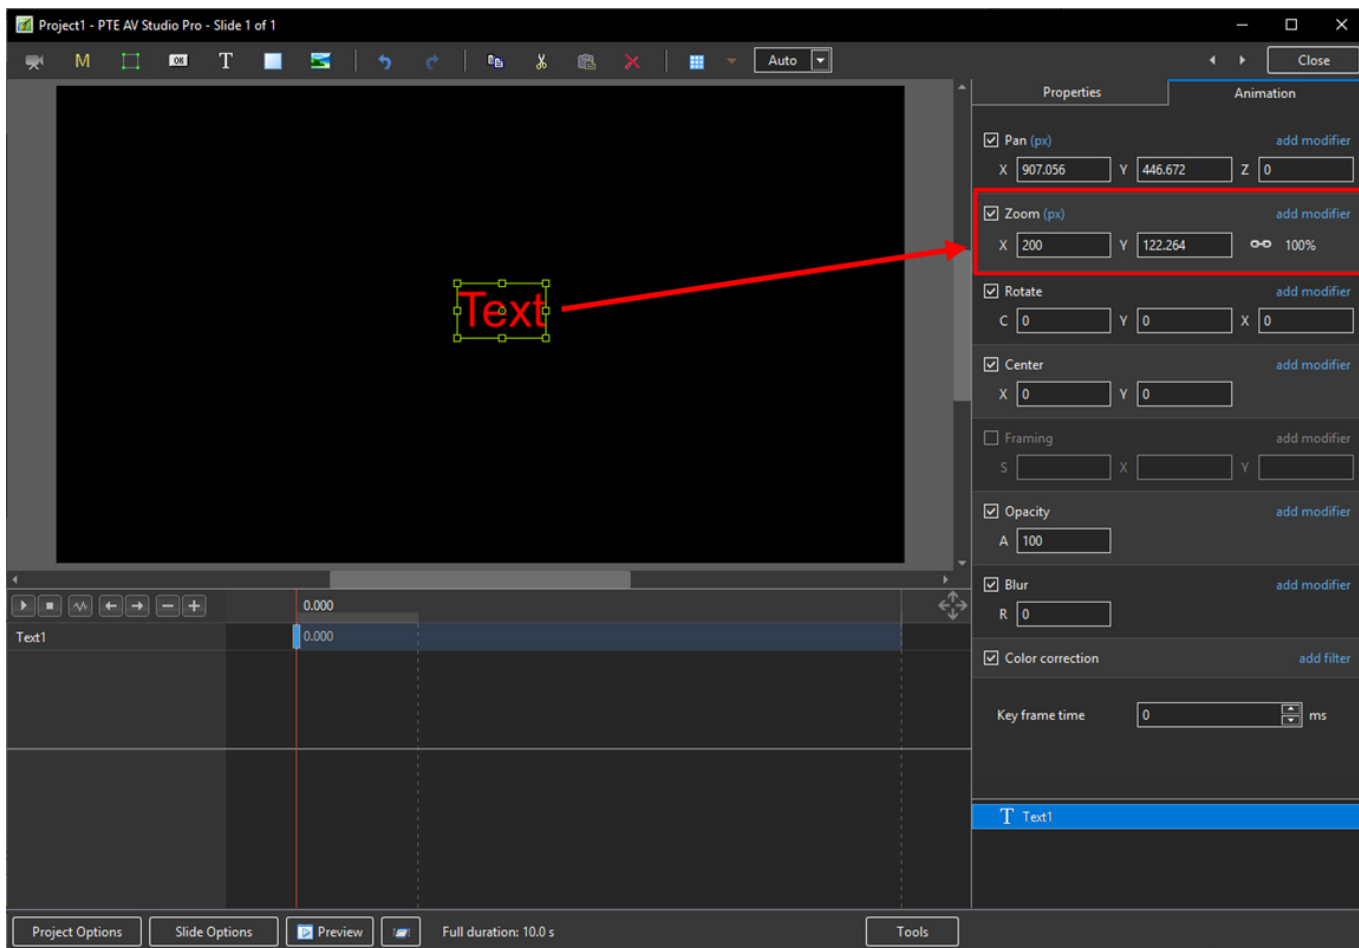 Project1 - PTE AV Studio Pro - Slide 1 of 1
M OK T Auto Close
Properties Animation
Pan (px) add modifier
X 907.056 Y 446.672 Z 0
Zoom (px) add modifier
X 200 Y 122.264 100%
Text
Rotate add modifier
C 0 Y 0 X 0
Center add modifier
X 0 Y 0
Framing add modifier
S X Y
Opacity add modifier
A 100
Blur add modifier
R 0
0.000
Text1 0.000
Color correction add filter
Key frame time 0 ms
T Text1
Project Options Slide Options Preview Full duration: 10.0 s Tools